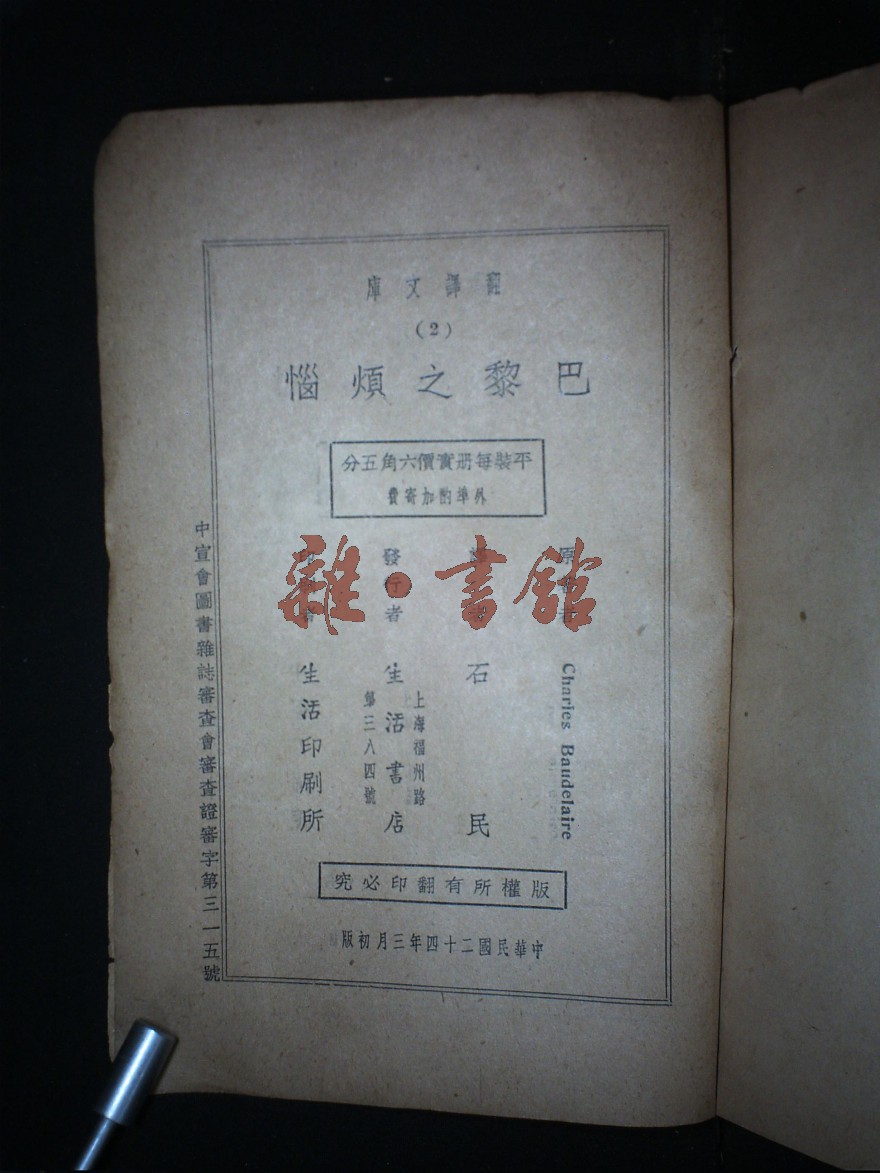 翻譯文庫
(2)
巴黎之煩惱
平裝每册實價六角五分
外埠酌加寄費
原著者 Charles Baudelaire
譯者 石民
發行者 生活書店
上海福州路
第三八四號
印刷者 生活印刷所
版權所有翻印必究
中華民國二十四年三月初版
中宣會圖書雜誌審查會審查證審字第三一五號
雜·書館